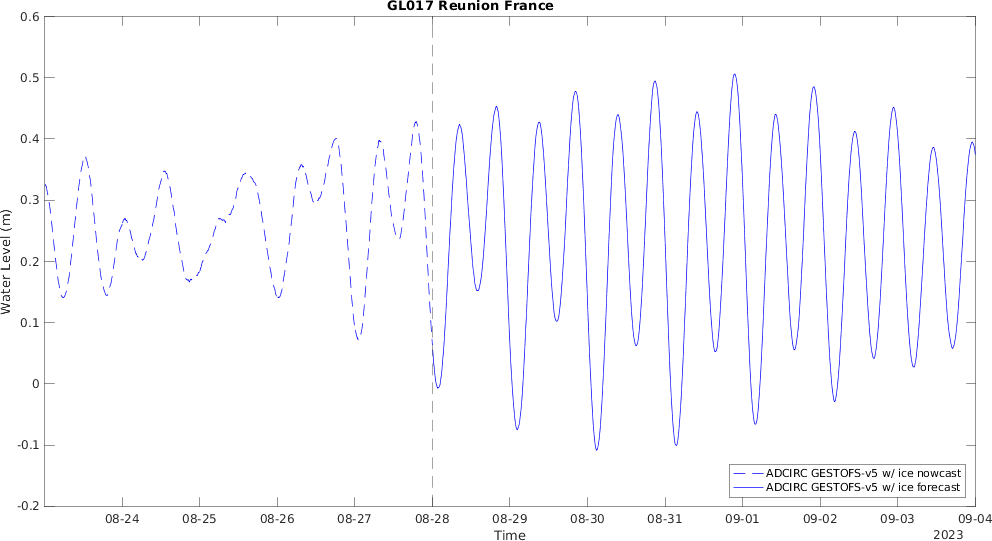 GL017 Reunion France
Water Level (m)
0.6
0.5
0.4
0.3
0.2
0.1
0
-0.1
-0.2
ADCIRC GESTOFS-v5 w/ ice nowcast
ADCIRC GESTOFS-v5 w/ ice forecast
08-24 08-25 08-26 08-27 08-28 08-29 08-30 08-31 09-01 09-02 09-03 09-04
Time
2023